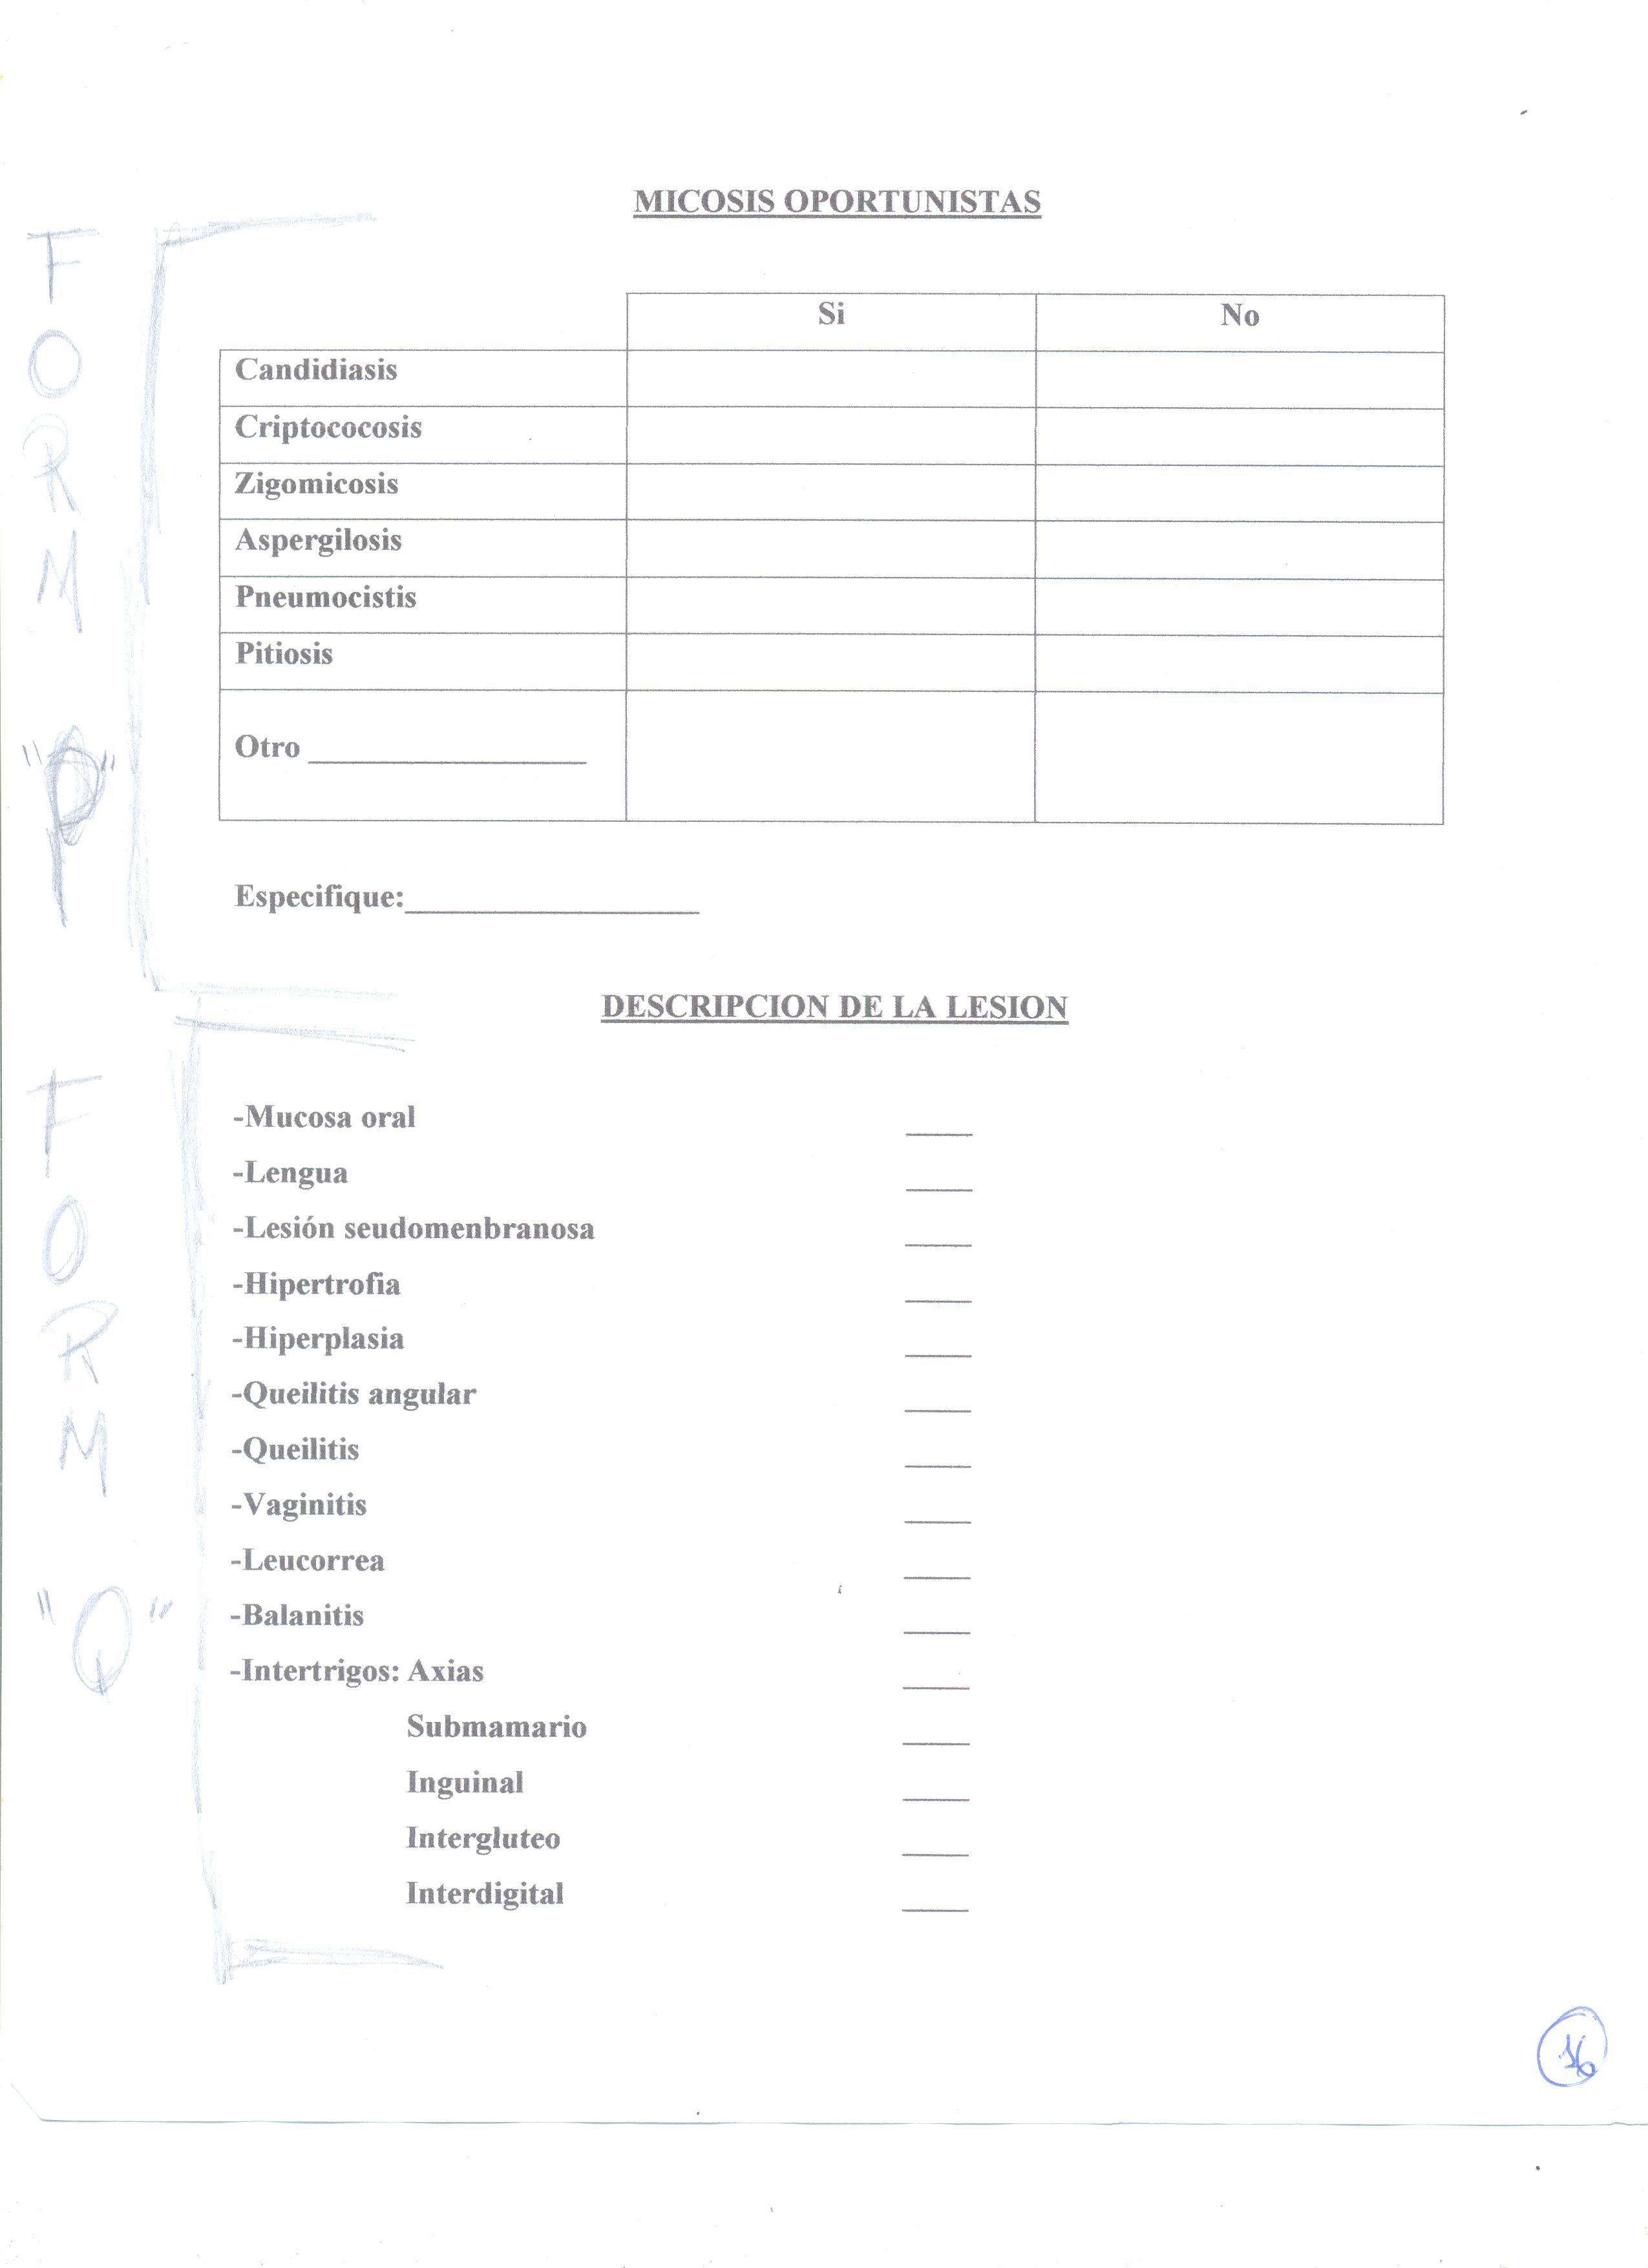 MICOSIS OPORTUNISTAS
FORM "P"
Si No
Candidiasis
Criptococosis
Zigomicosis
Aspergilosis
Pneumocistis
Pitiosis
Otro ________________
Especifique:_________________
DESCRIPCION DE LA LESION
FORM "Q"
-Mucosa oral ____
-Lengua ____
-Lesión seudomenbranosa ____
-Hipertrofia ____
-Hiperplasia ____
-Queilitis angular ____
-Queilitis ____
-Vaginitis ____
-Leucorrea ____
-Balanitis ____
-Intertrigos: Axias ____
Submamario ____
Inguinal ____
Intergluteo ____
Interdigital ____
16